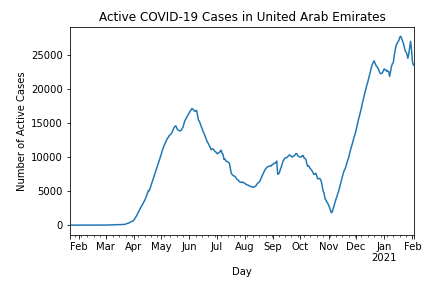 Active COVID-19 Cases in United Arab Emirates
Number of Active Cases
25000
20000
15000
10000
5000
0
Feb Mar Apr May Jun Jul Aug Sep Oct Nov Dec Jan Feb
2021
Day